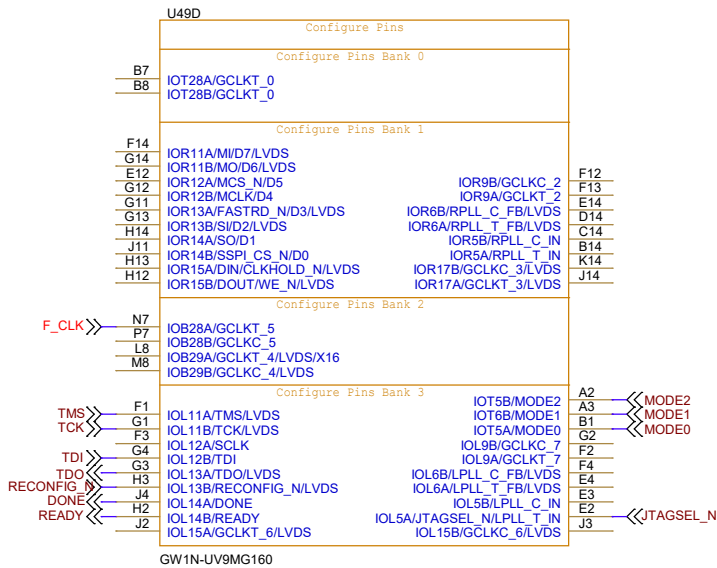 U49D
Configure Pins
Configure Pins Bank 0
B7 IOT28A/GCLKT_0
B8 IOT28B/GCLKT_0
Configure Pins Bank 1
F14 IOR11A/MI/D7/LVDS
G14 IOR11B/MO/D6/LVDS
E12 IOR12A/MCS_N/D5 IOR9B/GCLKC_2 F12
G12 IOR12B/MCLK/D4 IOR9A/GCLKT_2 F13
G11 IOR13A/FASTRD_N/D3/LVDS IOR6B/RPLL_C_FB/LVDS E14
G13 IOR13B/SI/D2/LVDS IOR6A/RPLL_T_FB/LVDS D14
H14 IOR14A/SO/D1 IOR5B/RPLL_C_IN C14
J11 IOR14B/SSPI_CS_N/D0 IOR5A/RPLL_T_IN B14
H13 IOR15A/DIN/CLKHOLD_N/LVDS IOR17B/GCLKC_3/LVDS K14
H12 IOR15B/DOUT/WE_N/LVDS IOR17A/GCLKT_3/LVDS J14
Configure Pins Bank 2
F_CLK N7 IOB28A/GCLKT_5
P7 IOB28B/GCLKC_5
L8 IOB29A/GCLKT_4/LVDS/X16
M8 IOB29B/GCLKC_4/LVDS
Configure Pins Bank 3
IOT5B/MODE2 A2 MODE2
TMS F1 IOL11A/TMS/LVDS IOT6B/MODE1 A3 MODE1
TCK G1 IOL11B/TCK/LVDS IOT5A/MODE0 B1 MODE0
F3 IOL12A/SCLK IOL9B/GCLKC_7 G2
TDI G4 IOL12B/TDI IOL9A/GCLKT_7 F2
TDO G3 IOL13A/TDO/LVDS IOL6B/LPLL_C_FB/LVDS F4
RECONFIG_N H3 IOL13B/RECONFIG_N/LVDS IOL6A/LPLL_T_FB/LVDS E4
DONE J4 IOL14A/DONE IOL5B/LPLL_C_IN E3
READY H2 IOL14B/READY IOL5A/JTAGSEL_N/LPLL_T_IN E2 JTAGSEL_N
J2 IOL15A/GCLKT_6/LVDS IOL15B/GCLKC_6/LVDS J3
GW1N-UV9MG160